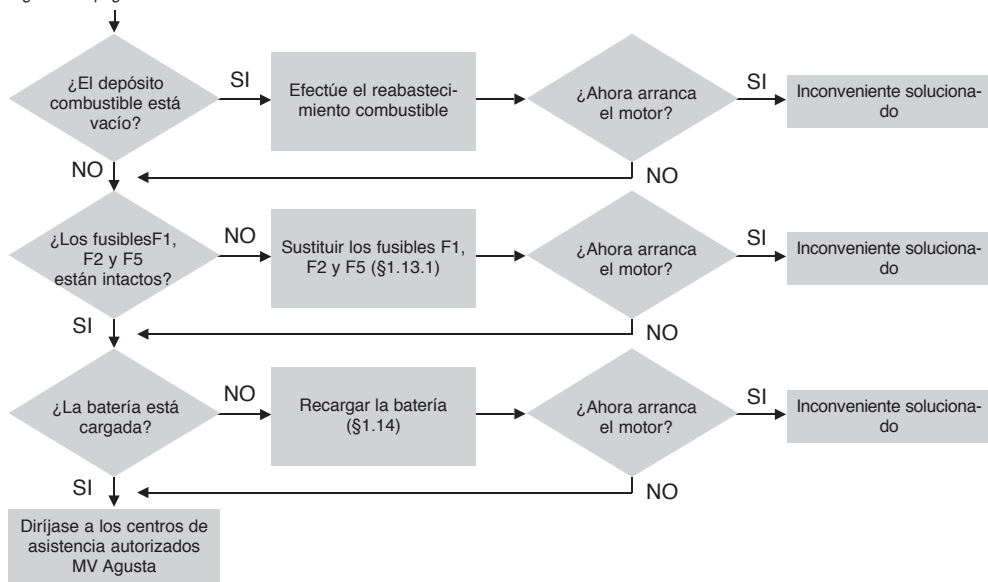 ¿El depósito
combustible está
vacío?
SI
Efectúe el reabasteci-
miento combustible
¿Ahora arranca
el motor?
SI
Inconveniente soluciona-
do
NO
NO
¿Los fusiblesF1,
F2 y F5
están intactos?
NO
Sustituir los fusibles F1,
F2 y F5 (§1.13.1)
¿Ahora arranca
el motor?
SI
Inconveniente soluciona-
do
SI
NO
¿La batería está
cargada?
NO
Recargar la batería
(§1.14)
¿Ahora arranca
el motor?
SI
Inconveniente soluciona-
do
SI
NO
Diríjase a los centros de
asistencia autorizados
MV Agusta